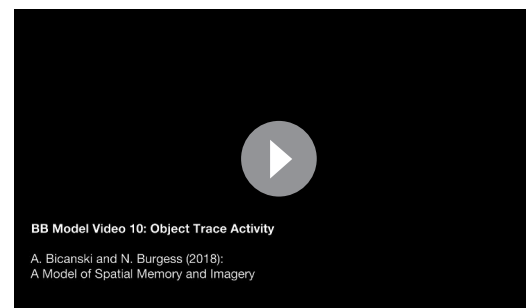 BB Model Video 10: Object Trace Activity
A. Bicanski and N. Burgess (2018):
A Model of Spatial Memory and Imagery